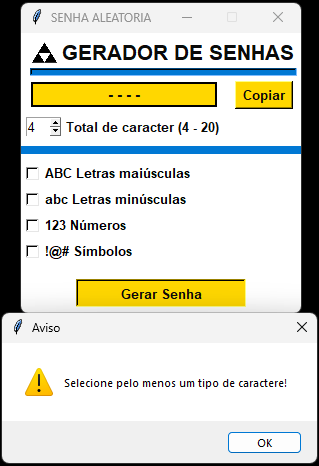 SENHA ALEATORIA
GERADOR DE SENHAS
- - - -
Copiar
4 Total de caracter (4 - 20)
ABC Letras maiúsculas
abc Letras minúsculas
123 Números
!@# Símbolos
Gerar Senha
Aviso
Selecione pelo menos um tipo de caractere!
OK